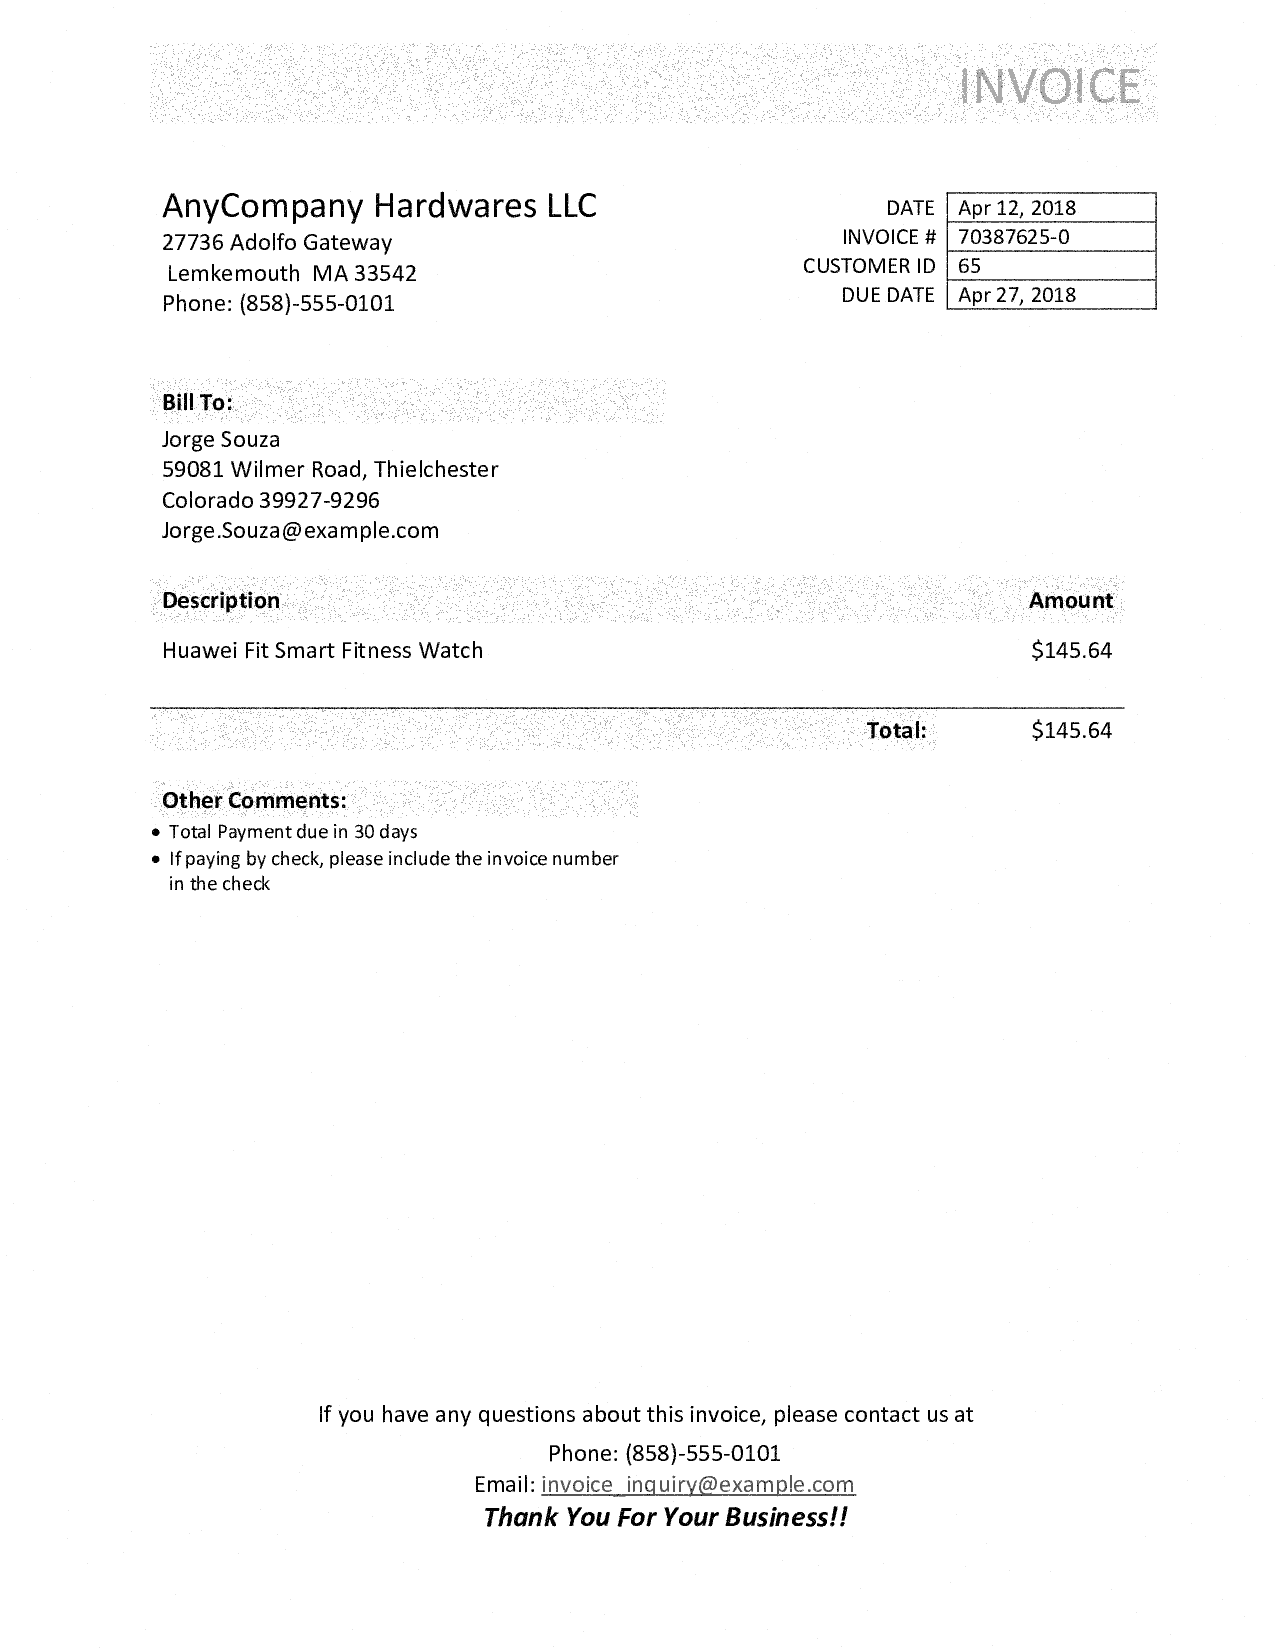 INVOICE
AnyCompany Hardwares LLC
27736 Adolfo Gateway
Lemkemouth MA 33542
Phone: (858)-555-0101
DATE Apr 12, 2018
INVOICE # 70387625-0
CUSTOMER ID 65
DUE DATE Apr 27, 2018
Bill To:
Jorge Souza
59081 Wilmer Road, Thielchester
Colorado 39927-9296
Jorge.Souza@example.com
Description Amount
Huawei Fit Smart Fitness Watch $145.64
Total: $145.64
Other Comments:
• Total Payment due in 30 days
• If paying by check, please include the invoice number
in the check
If you have any questions about this invoice, please contact us at
Phone: (858)-555-0101
Email: invoice_inquiry@example.com
Thank You For Your Business!!